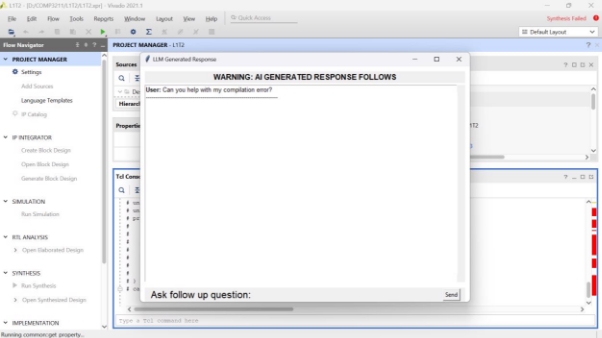 L1T2 - [G:/COMP3211/L1T2/L1T2.xpr] - Vivado 2021.1
File Edit Flow Tools Reports Window Layout View Help Quick Access
Synthesis Failed
Default Layout
Flow Navigator
PROJECT MANAGER - L1T2
PROJECT MANAGER
Settings
Add Sources
Language Templates
IP Catalog
IP INTEGRATOR
Create Block Design
Open Block Design
Generate Block Design
SIMULATION
Run Simulation
RTL ANALYSIS
Open Elaborated Design
SYNTHESIS
Run Synthesis
Open Synthesized Design
IMPLEMENTATION
Sources
Hierarch
Properti
L1T2
Tcl Conso
LLM Generated Response
WARNING: AI GENERATED RESPONSE FOLLOWS
User: Can you help with my compilation error?
Ask follow up question:
Send
Type a Tcl command here
Running common::get_property...